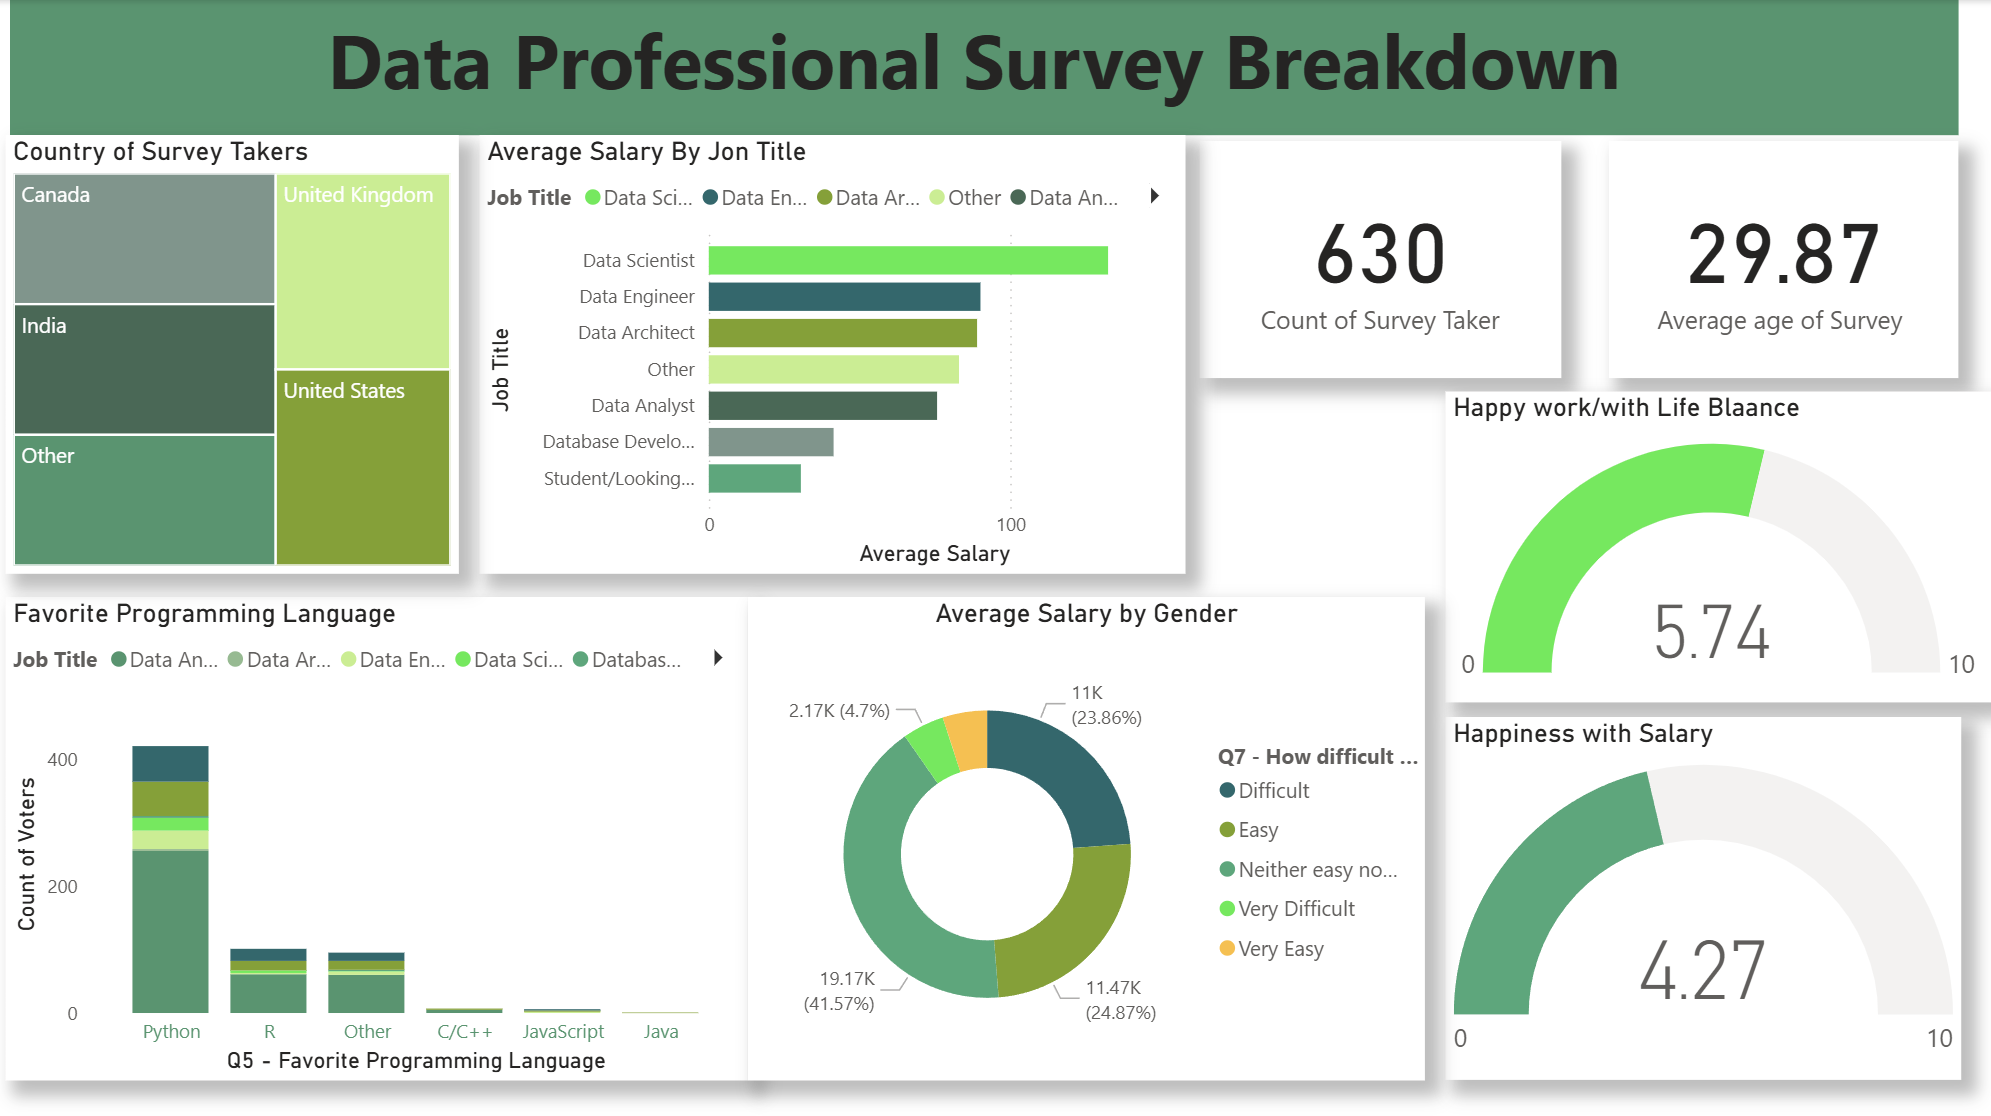 Data Professional Survey Breakdown
Country of Survey Takers
Canada
United Kingdom
India
United States
Other
Average Salary By Jon Title
Job Title Data Sci... Data En... Data Ar... Other Data An...
Job Title
Data Scientist
Data Engineer
Data Architect
Other
Data Analyst
Database Develo...
Student/Looking...
0 100
Average Salary
630
Count of Survey Taker
29.87
Average age of Survey
Happy work/with Life Blaance
5.74
0 10
Favorite Programming Language
Job Title Data An... Data Ar... Data En... Data Sci... Databas...
Count of Voters
400
200
0
Python R Other C/C++ JavaScript Java
Q5 - Favorite Programming Language
Average Salary by Gender
2.17K (4.7%)
11K
(23.86%)
19.17K
(41.57%)
11.47K
(24.87%)
Q7 - How difficult ...
Difficult
Easy
Neither easy no...
Very Difficult
Very Easy
Happiness with Salary
4.27
0 10